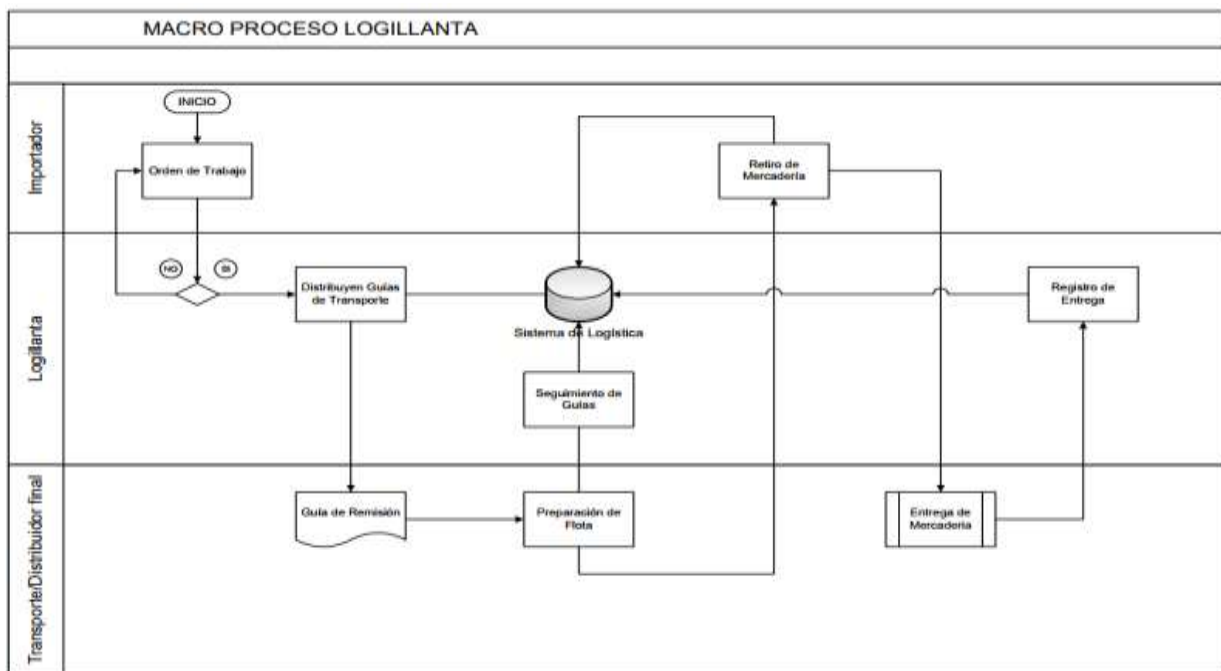 MACRO PROCESO LOGILLANTA
Importador
INICIO
Orden de Trabajo
Retiro de
Mercadería
Logillanta
NO
SI
Distribuyen Guías
de Transporte
Sistema de Logística
Registro de
Entrega
Seguimiento de
Guías
Transporte/Distribuidor final
Guía de Remisión
Preparación de
Flota
Entrega de
Mercadería